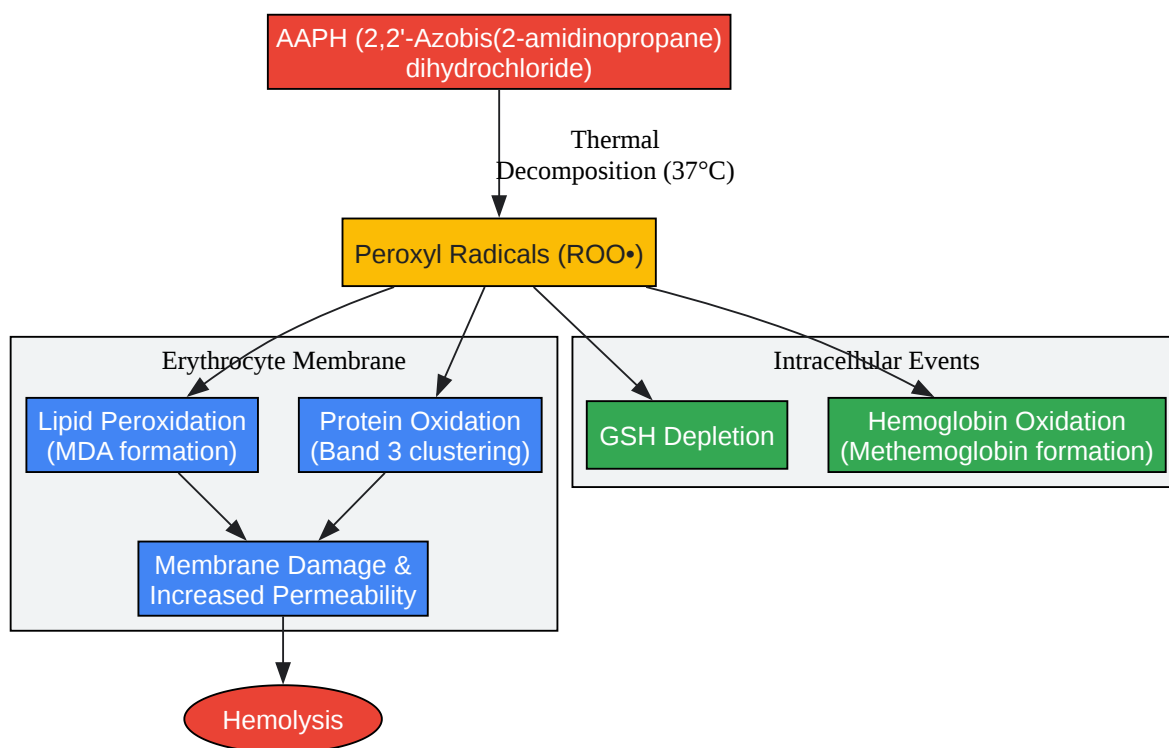 AAPH (2,2'-Azobis(2-amidinopropane)
dihydrochloride)
Thermal
Decomposition (37°C)
Peroxyl Radicals (ROO•)
Erythrocyte Membrane
Intracellular Events
Lipid Peroxidation
(MDA formation)
Protein Oxidation
(Band 3 clustering)
GSH Depletion
Hemoglobin Oxidation
(Methemoglobin formation)
Membrane Damage &
Increased Permeability
Hemolysis